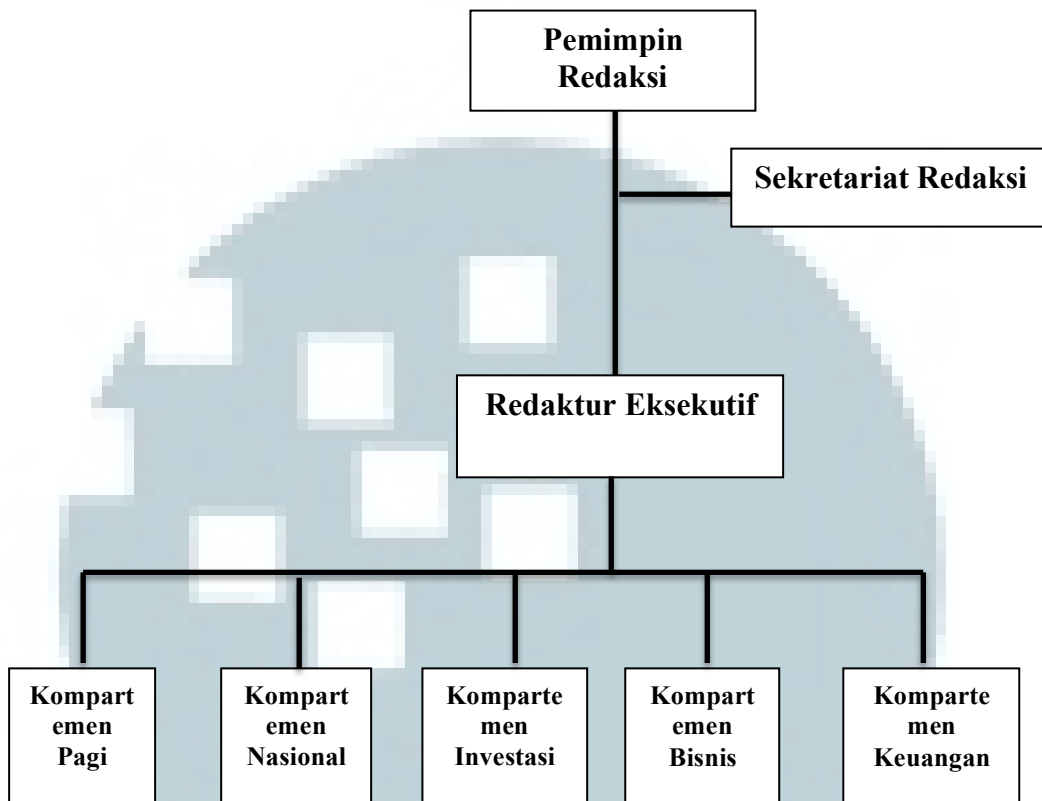 Pemimpin
Redaksi
Sekretariat Redaksi
Redaktur Eksekutif
Kompart
emen
Pagi
Kompart
emen
Nasional
Komparte
men
Investasi
Kompart
emen
Bisnis
Komparte
men
Keuangan